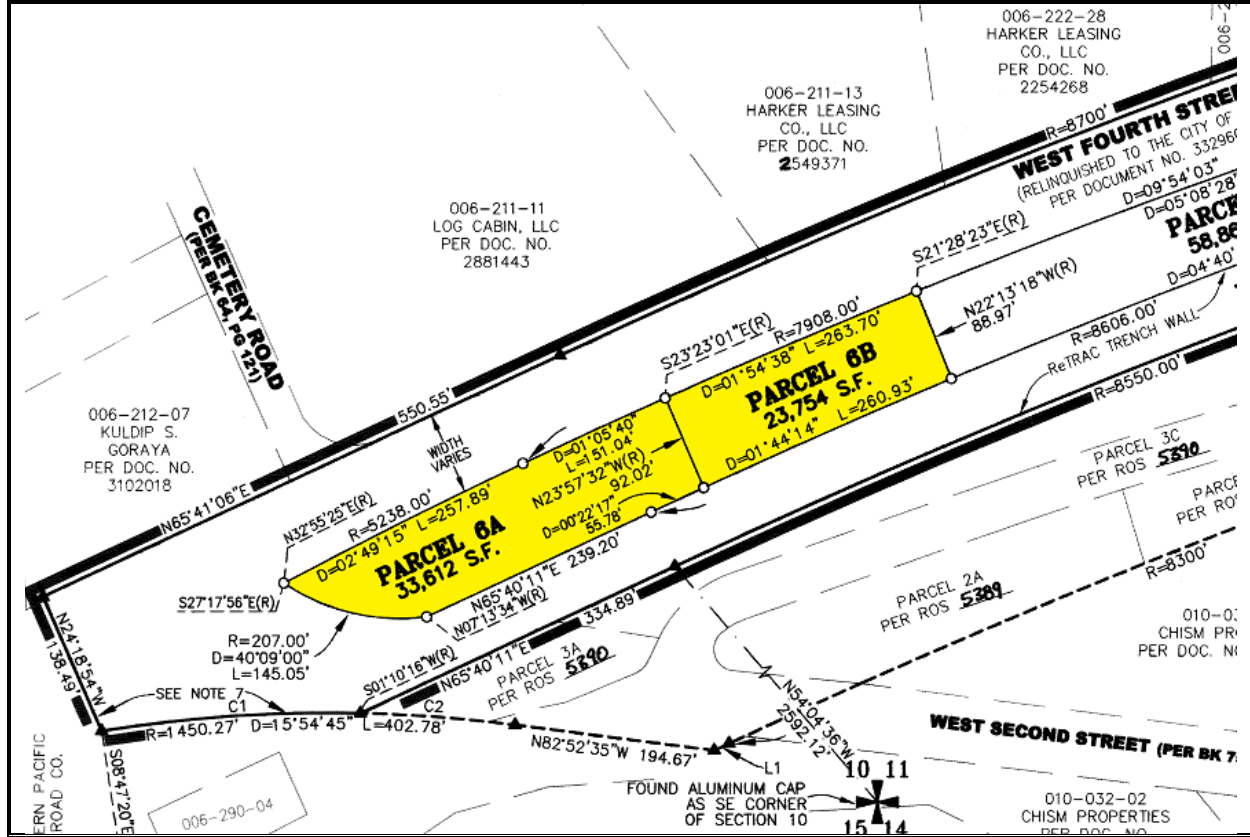 006-222-28
HARKER LEASING
CO., LLC
PER DOC. NO.
2254268
006-2
006-211-13
HARKER LEASING
CO., LLC
PER DOC. NO.
2549371
R=8700'
WEST FOURTH STREE
(RELINQUISHED TO THE CITY OF
PER DOCUMENT NO. 332960
D=09°54'03"
D=05°08'28"
PARCE
58,86
D=04°40'
CEMETERY ROAD
(PER BK 64, PG 121)
006-211-11
LOG CABIN, LLC
PER DOC. NO.
2881443
S21°28'23"E(R)
N22°13'18"W(R)
88.97'
R=8606.00'
ReTRAC TRENCH WALL
R=8550.00'
S23°23'01"E(R)
R=7908.00'
D=01°54'38" L=263.70'
PARCEL 6B
23,754 S.F.
L=260.93'
D=01°44'14"
006-212-07
KULDIP S.
GORAYA
PER DOC. NO.
3102018
550.55'
N65°41'06"E
WIDTH
VARIES
D=01°05'40"
L=151.04'
N23°57'32"W(R)
92.02'
D=00°22'17"
55.78'
N32°55'25"E(R)
R=5238.00'
L=257.89'
D=02°49'15"
PARCEL 6A
33,612 S.F.
N65°40'11"E 239.20'
N07°13'34"W(R)
S27°17'56"E(R)
R=207.00'
D=40°09'00"
L=145.05'
S01°10'16"W(R)
N65°40'11"E
334.89'
PARCEL 3A
PER ROS 5390
PARCEL 3C
PER ROS 5390
PARCE
PER RO
R=8300'
PARCEL 2A
PER ROS 5389
010-03
CHISM PR
PER DOC. N
N24°18'54"W
138.49'
SEE NOTE 7
C1
C2
R=1450.27' D=15°54'45" L=402.78'
N82°52'35"W 194.67'
L1
N54°04'36"W
2592.12'
WEST SECOND STREET (PER BK 7
S08°47'20"E
ERN PACIFIC
ROAD CO.
006-290-04
FOUND ALUMINUM CAP
AS SE CORNER
OF SECTION 10
10 11
15 14
010-032-02
CHISM PROPERTIES
PER DOC. NO.